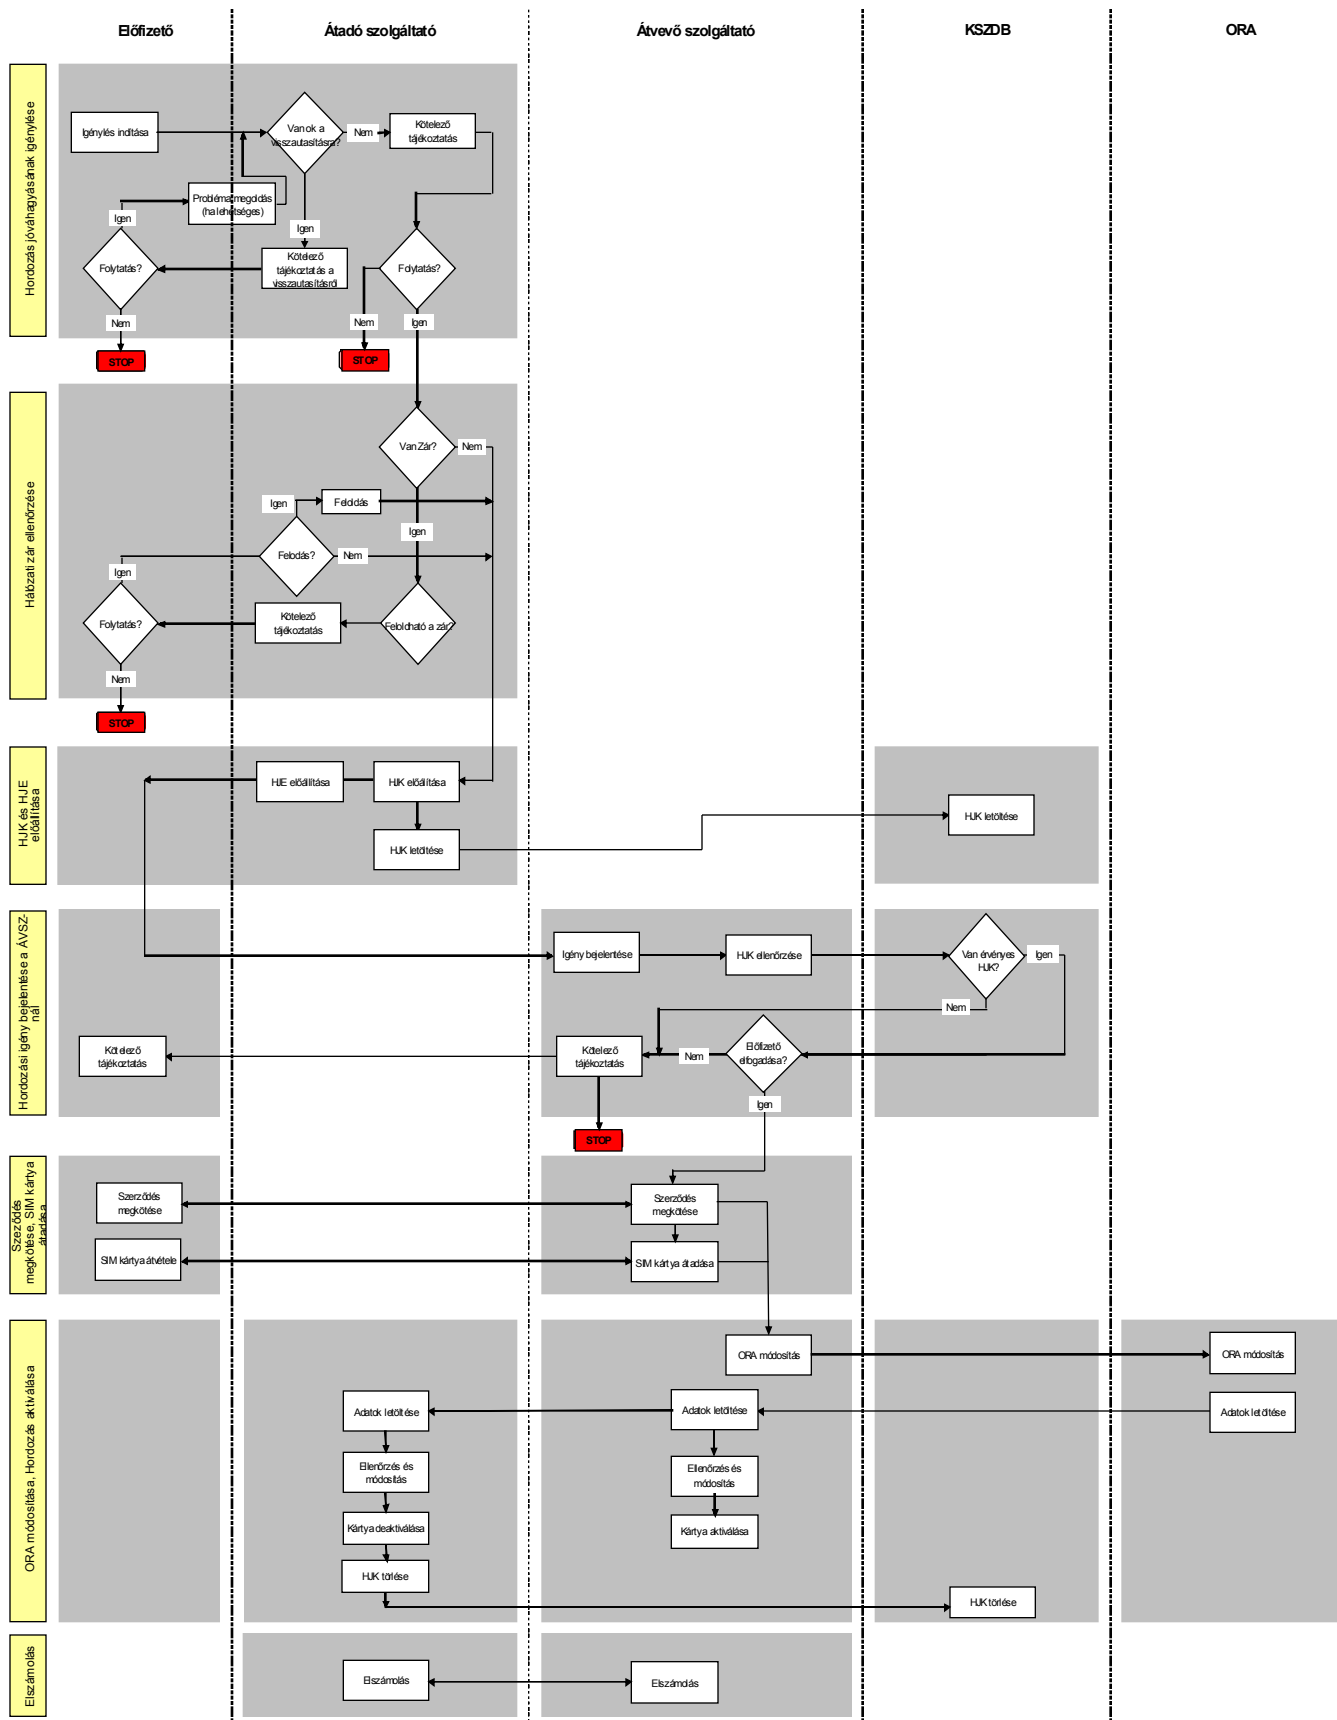 Előfizető
Átadó szolgáltató
Átvevő szolgáltató
KSZDB
ORA
Hordozás jóváhagyásának igénylése
Igénylés indítása
Van ok a
visszautasításra?
Nem
Kötelező
tájékoztatás
Problémamegoldás
(ha lehetséges)
Igen
Igen
Folytatás?
Kötelező
tájékoztatás a
visszautasításról
Folytatás?
Nem
Nem
Igen
STOP
STOP
Hálózati zár ellenőrzése
Van Zár?
Nem
Igen
Feloldás
Igen
Felodás?
Nem
Igen
Folytatás?
Kötelező
tájékoztatás
Feloldható a zár?
Nem
STOP
HJK és HJE
előállítása
HJE előállítása
HJK előállítása
HJK letöltése
HJK letöltése
Hordozási igény bejelentése a ÁVSZ-
nál
Igény bejelentése
HJK ellenőrzése
Van érvényes
HJK?
Igen
Nem
Kötelező
tájékoztatás
Kötelező
tájékoztatás
Nem
Előfizető
elfogadása?
Igen
STOP
Szeződés
megkötése, SIM kártya
átadása
Szerződés
megkötése
Szerződés
megkötése
SIM kártya átvétele
SIM kártya átadása
ORA módosítása, Hordozás aktiválása
ORA módosítás
ORA módosítás
Adatok letöltése
Adatok letöltése
Adatok letöltése
Ellenőrzés és
módosítás
Ellenőrzés és
módosítás
Kártya deaktiválása
Kártya aktiválása
HJK törlése
HJK törlése
Elszámolás
Elszámolás
Elszámolás